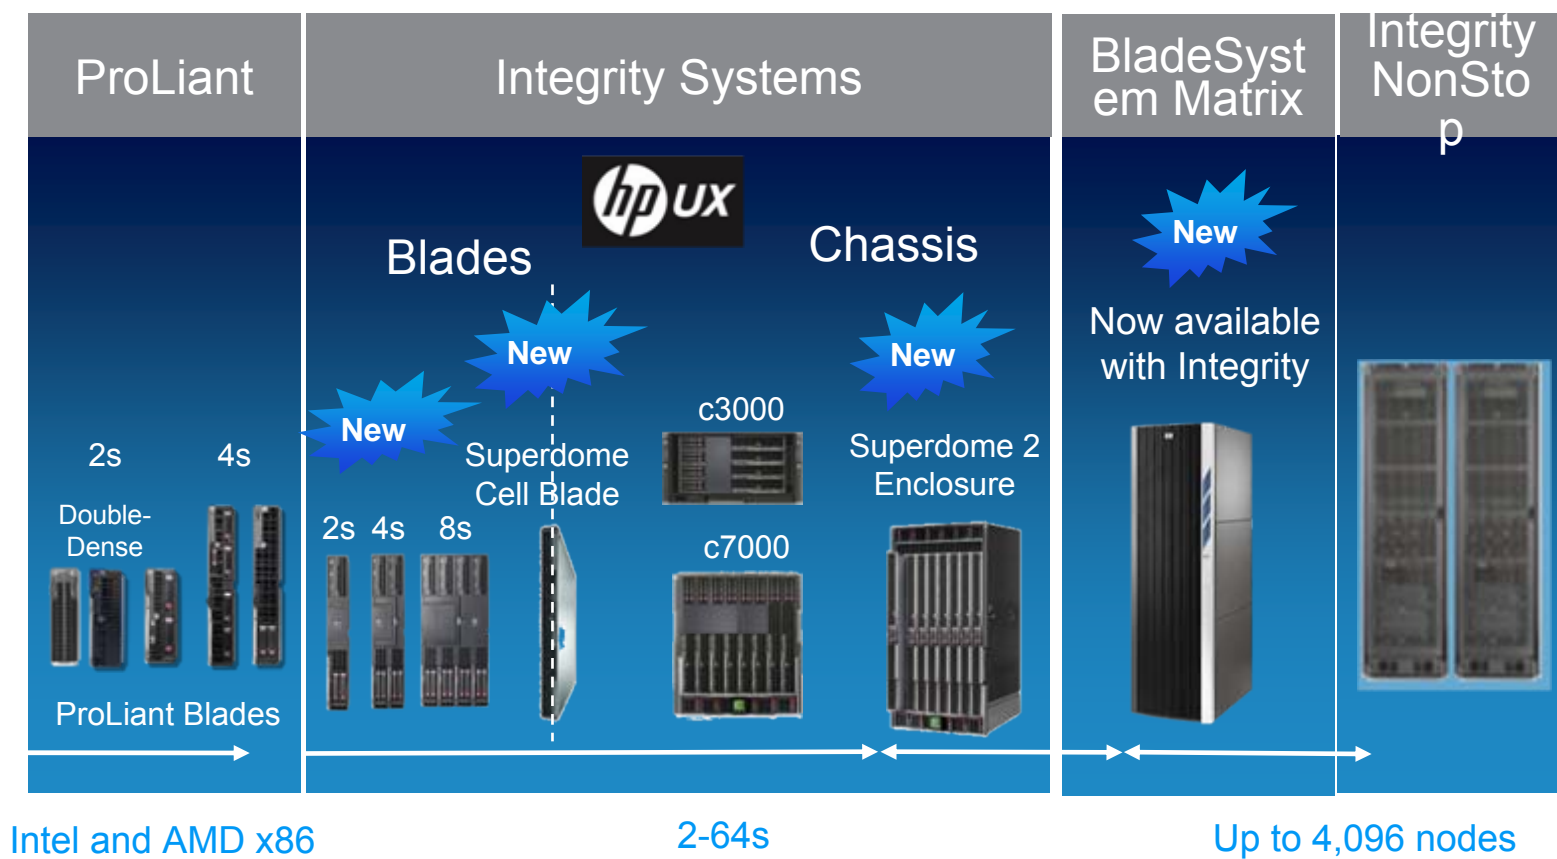 ProLiant
Integrity Systems
BladeSyst
em Matrix
Integrity
NonSto
p
hp UX
Blades
Chassis
New
New
New
New
Now available
with Integrity
2s
4s
Double-
Dense
ProLiant Blades
2s 4s 8s
Superdome
Cell Blade
c3000
c7000
Superdome 2
Enclosure
Intel and AMD x86
2-64s
Up to 4,096 nodes